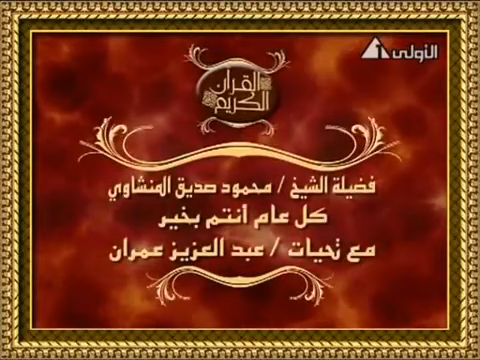 الأولى
القرآن
الكريم
فضيلة الشيخ / محمود صديق المنشاوي
كل عام أنتم بخير
مع تحيات / عبد العزيز عمران